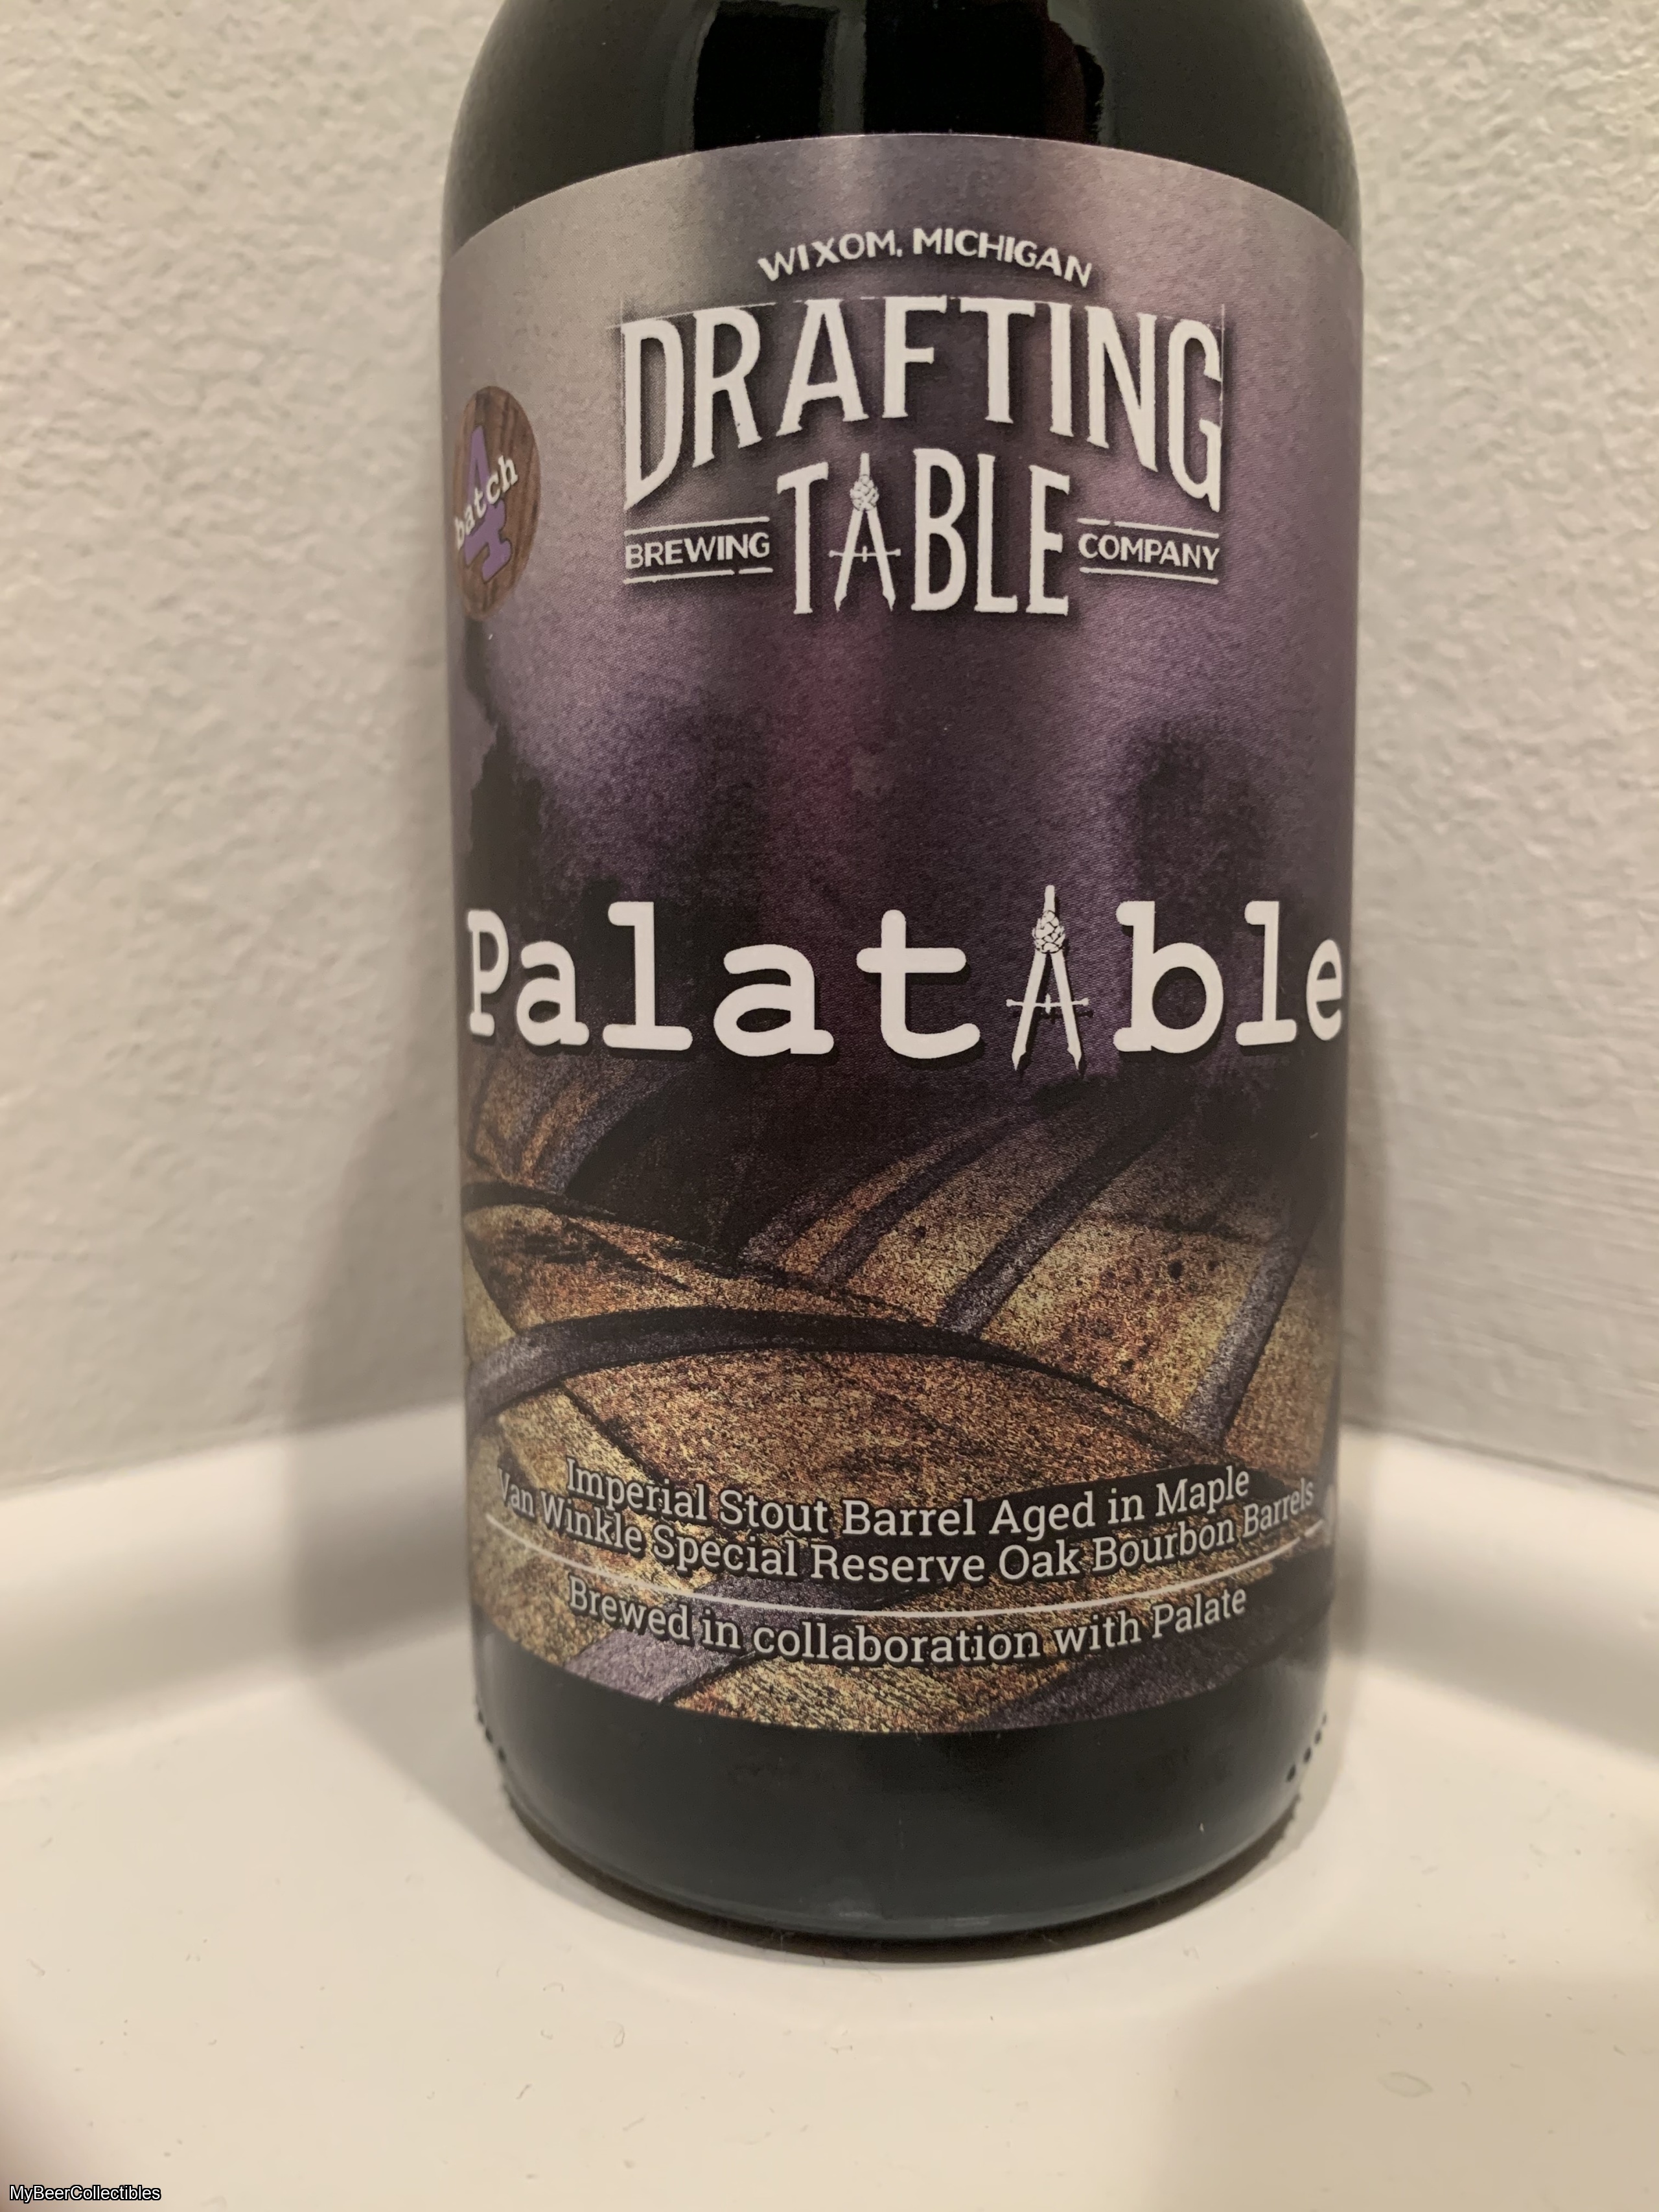 WIXOM, MICHIGAN
DRAFTING
TABLE
BREWING COMPANY
batch
4
Palatable
Imperial Stout Barrel Aged in Maple
Van Winkle Special Reserve Oak Bourbon Barrels
Brewed in collaboration with Palate
MyBeerCollectibles